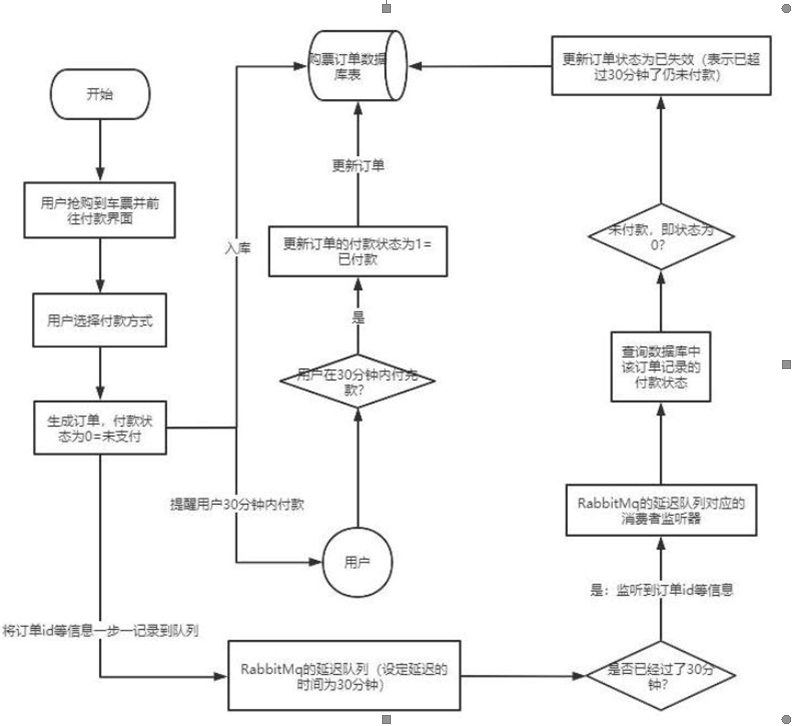 开始
用户抢购到车票并前
往付款界面
用户选择付款方式
生成订单，付款状
态为0=未支付
将订单id等信息一步一记录到队列
入库
提醒用户30分钟内付款
购票订单数据
库表
更新订单
更新订单的付款状态为1=
已付款
是
用户在30分钟内付完
款?
用户
RabbitMq的延迟队列（设定延迟的
时间为30分钟）
更新订单状态为已失效（表示已超
过30分钟了仍未付款）
未付款，即状态为
0?
查询数据库中
该订单记录的
付款状态
RabbitMq的延迟队列对应的
消费者监听器
是：监听到订单id等信息
是否已经过了30分
钟?